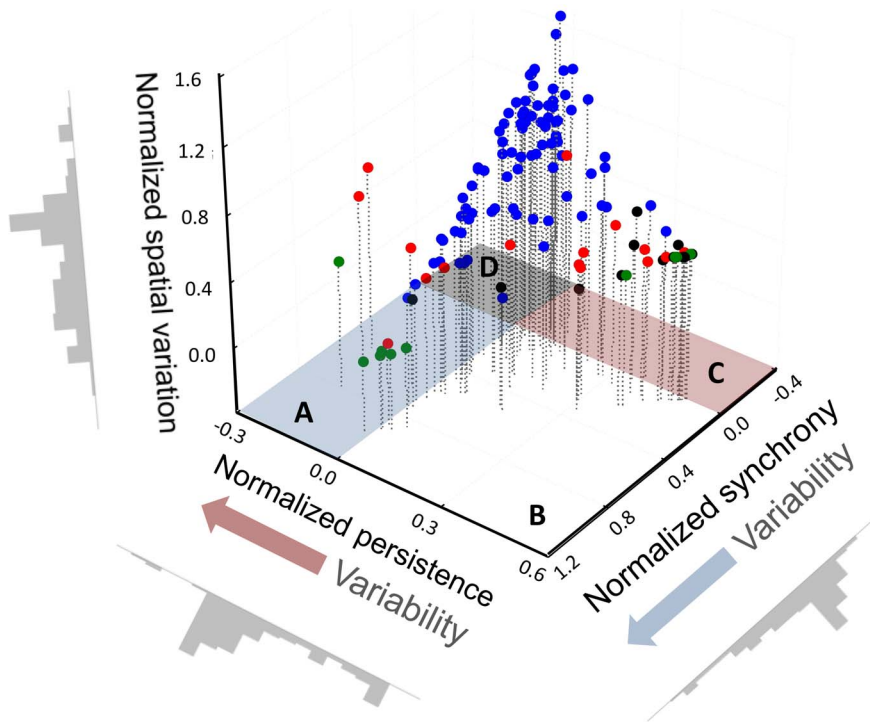 Normalized spatial variation
1.6
1.2
0.8
0.4
0.0
D
C
A
B
-0.3
0.0
0.3
0.6
Normalized persistence
Variability
-0.4
0.0
0.4
0.8
1.2
Normalized synchrony
Variability